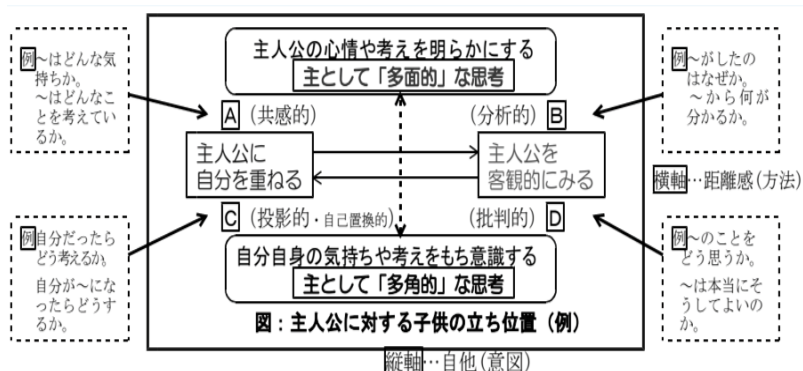 主人公の心情や考えを明らかにする
主として「多面的」な思考
例～はどんな気
持ちか。
～はどんなこ
とを考えてい
るか。
例～がしたの
はなぜか。
～から何が
分かるか。
A（共感的）
（分析的）B
主人公に
自分を重ねる
主人公を
客観的にみる
横軸…距離感（方法）
C（投影的・自己置換的）
（批判的）D
例自分だったら
どう考えるか。
自分が～にな
ったらどうす
るか。
例～のことを
どう思うか。
～は本当にそ
うしてよいの
か。
自分自身の気持ちや考えをもち意識する
主として「多角的」な思考
図：主人公に対する子供の立ち位置（例）
縦軸…自他（意図）